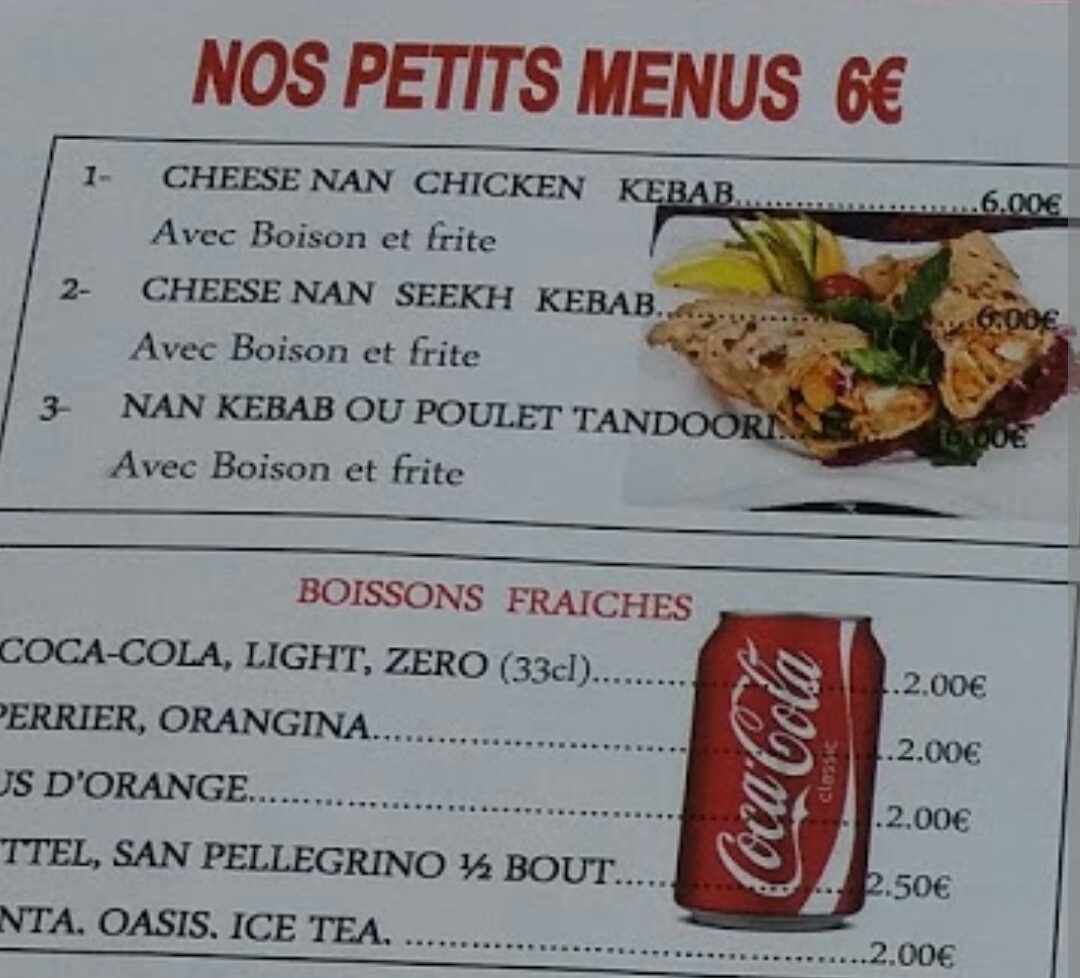 NOS PETITS MENUS 6€
1- CHEESE NAN CHICKEN KEBAB.......................6.00€
Avec Boison et frite
2- CHEESE NAN SEEKH KEBAB.......................6.00€
Avec Boison et frite
3- NAN KEBAB OU POULET TANDOORI............6.00€
Avec Boison et frite
BOISSONS FRAICHES
COCA-COLA, LIGHT, ZERO (33cl)..................2.00€
PERRIER, ORANGINA..................2.00€
US D'ORANGE..................2.00€
TTEL, SAN PELLEGRINO ½ BOUT..................2.50€
NTA. OASIS. ICE TEA. ..................2.00€
Coca-Cola
classic